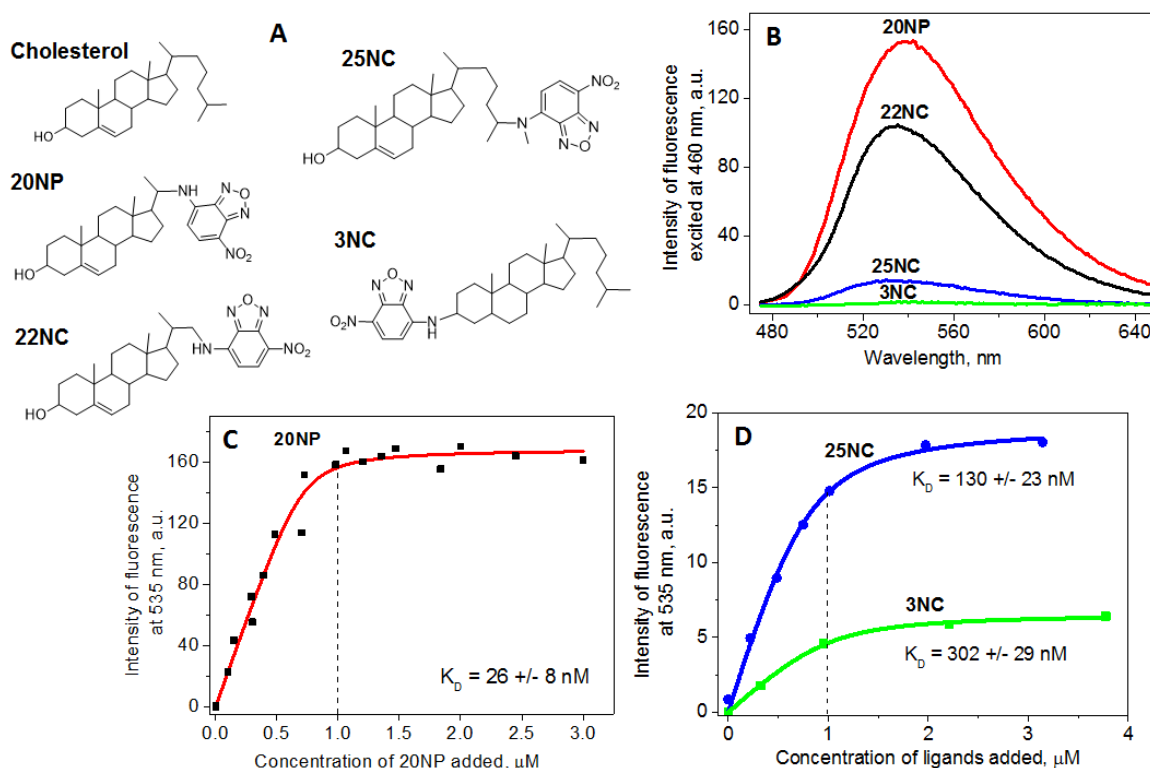 A
Cholesterol
HO
20NP
NH
N
O
N
NO₂
HO
22NC
N
O
N
N
H
NO₂
HO
25NC
NO₂
N
N
O
N
HO
3NC
O
N
N
NO₂
N
H
B
Intensity of fluorescence
excited at 460 nm, a.u.
160
120
80
40
0
20NP
22NC
25NC
3NC
480 520 560 600 640
Wavelength, nm
C
20NP
Intensity of fluorescence
at 535 nm, a.u.
160
120
80
40
0
K_D = 26 +/- 8 nM
0.0 0.5 1.0 1.5 2.0 2.5 3.0
Concentration of 20NP added, μM
D
Intensity of fluorescence
at 535 nm, a.u.
20
15
10
5
0
25NC
K_D = 130 +/- 23 nM
3NC
K_D = 302 +/- 29 nM
0 1 2 3 4
Concentration of ligands added, μM